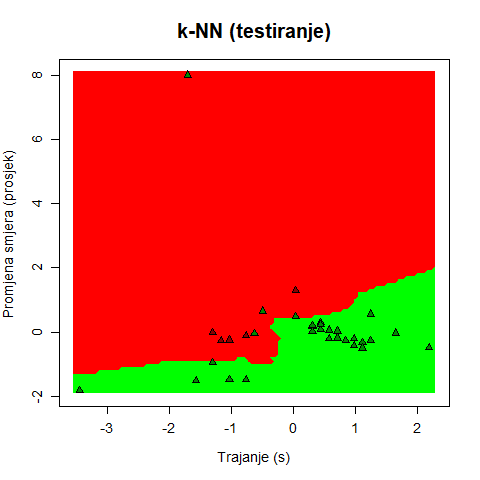 k-NN (testiranje)
Promjena smjera (prosjek)
8
6
4
2
0
-2
-3 -2 -1 0 1 2
Trajanje (s)